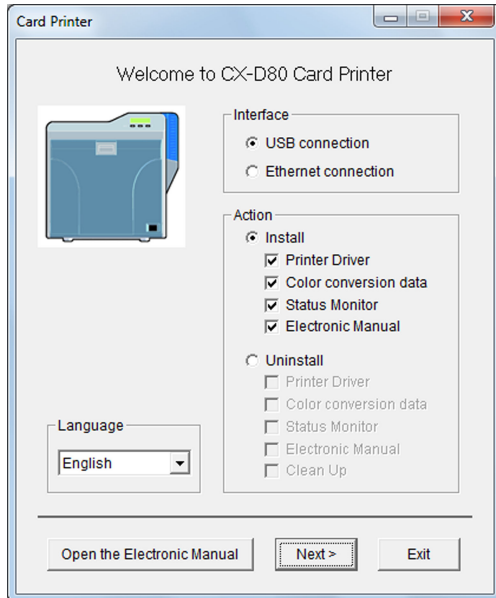 Card Printer
Welcome to CX-D80 Card Printer
Interface
USB connection
Ethernet connection
Action
Install
Printer Driver
Color conversion data
Status Monitor
Electronic Manual
Uninstall
Printer Driver
Color conversion data
Status Monitor
Electronic Manual
Clean Up
Language
English
Open the Electronic Manual
Next >
Exit